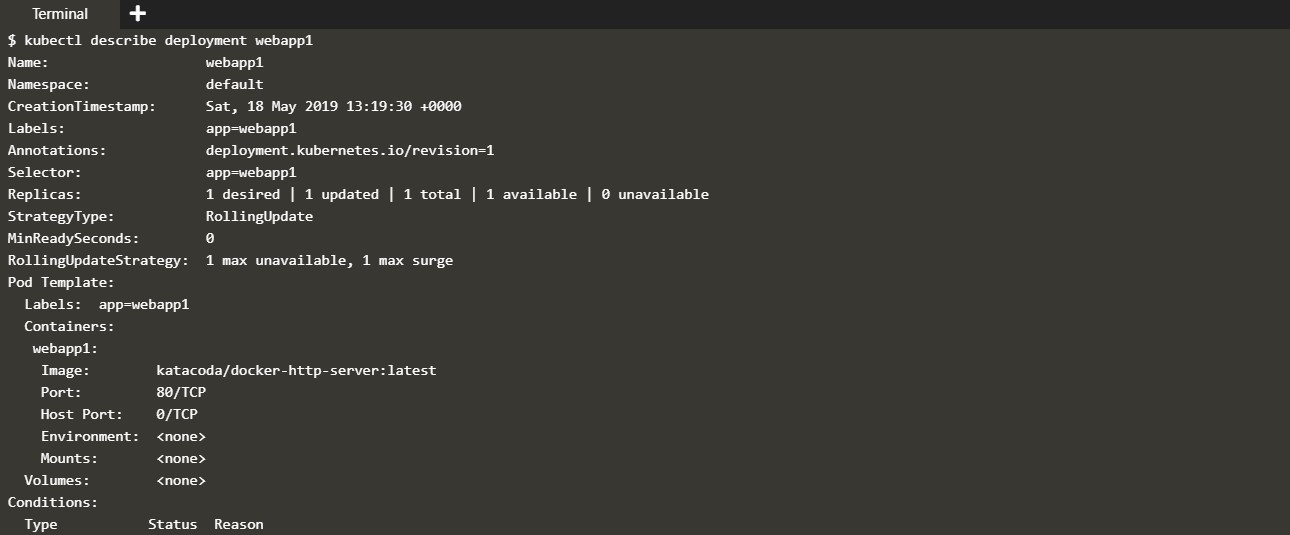 Terminal
$ kubectl describe deployment webapp1
Name:                   webapp1
Namespace:              default
CreationTimestamp:      Sat, 18 May 2019 13:19:30 +0000
Labels:                 app=webapp1
Annotations:            deployment.kubernetes.io/revision=1
Selector:               app=webapp1
Replicas:               1 desired | 1 updated | 1 total | 1 available | 0 unavailable
StrategyType:           RollingUpdate
MinReadySeconds:        0
RollingUpdateStrategy:  1 max unavailable, 1 max surge
Pod Template:
  Labels:  app=webapp1
  Containers:
   webapp1:
    Image:        katacoda/docker-http-server:latest
    Port:         80/TCP
    Host Port:    0/TCP
    Environment:  <none>
    Mounts:       <none>
  Volumes:        <none>
Conditions:
  Type           Status  Reason